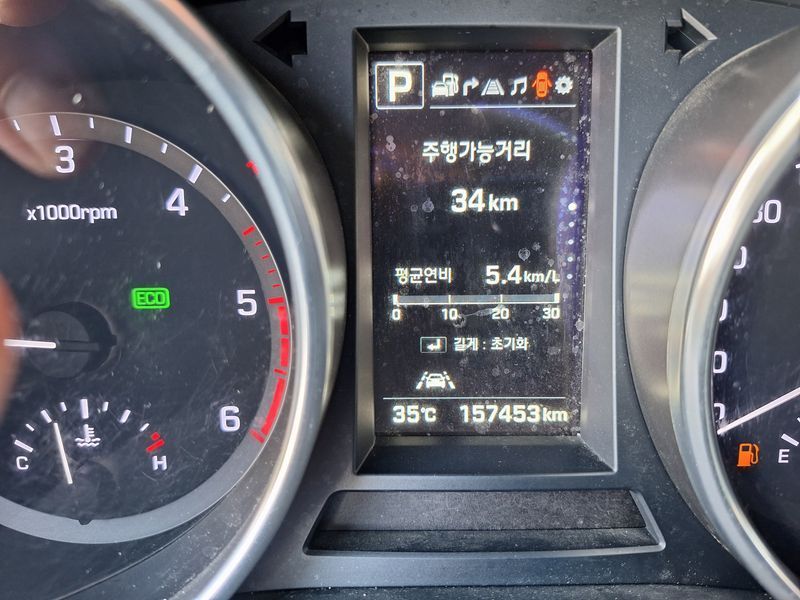 P
주행가능거리
34 km
평균연비 5.4 km/L
0 10 20 30
길게 : 초기화
35℃ 157453 km
3
4
x1000rpm
ECO
5
6
C H
E